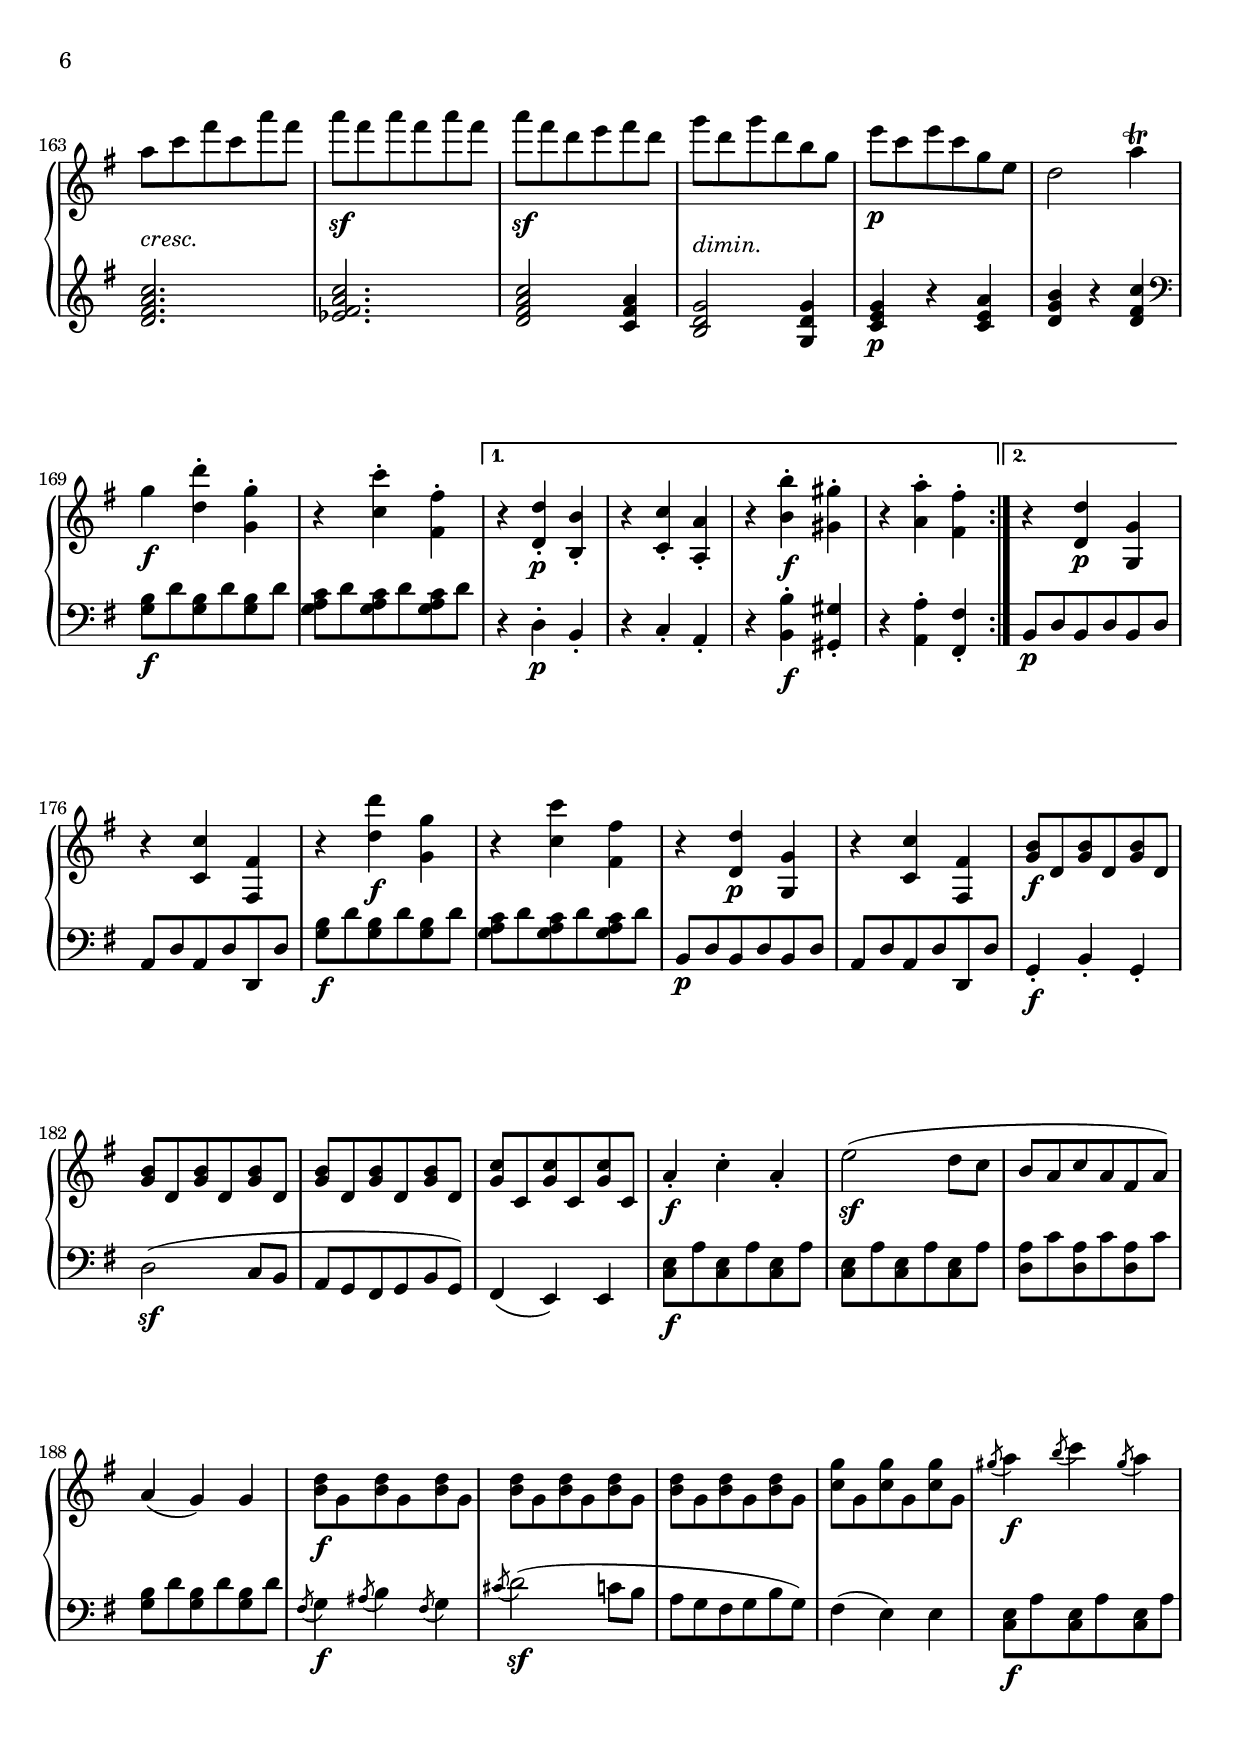 6
163
sf sf p
cresc. dimin.
p
tr
169
1. 2.
f p f p
f p f p
176
f p f
f p f
182
f sf
sf f
188
f f
f sf f